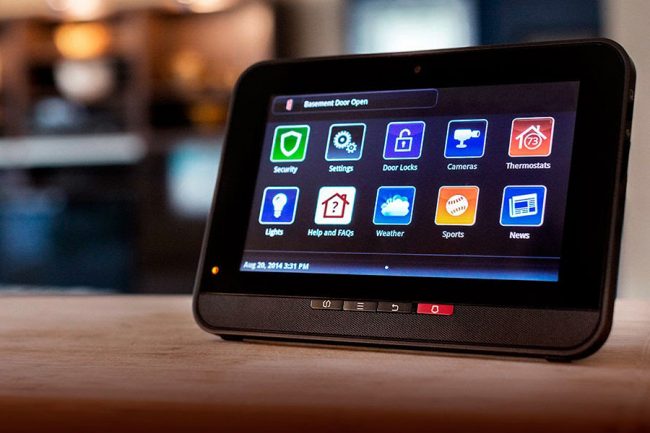 Basement Door Open
Security
Settings
Door Locks
Cameras
73
Thermostats
Lights
?
Help and FAQs
Weather
Sports
News
Aug 20, 2014 3:31 PM